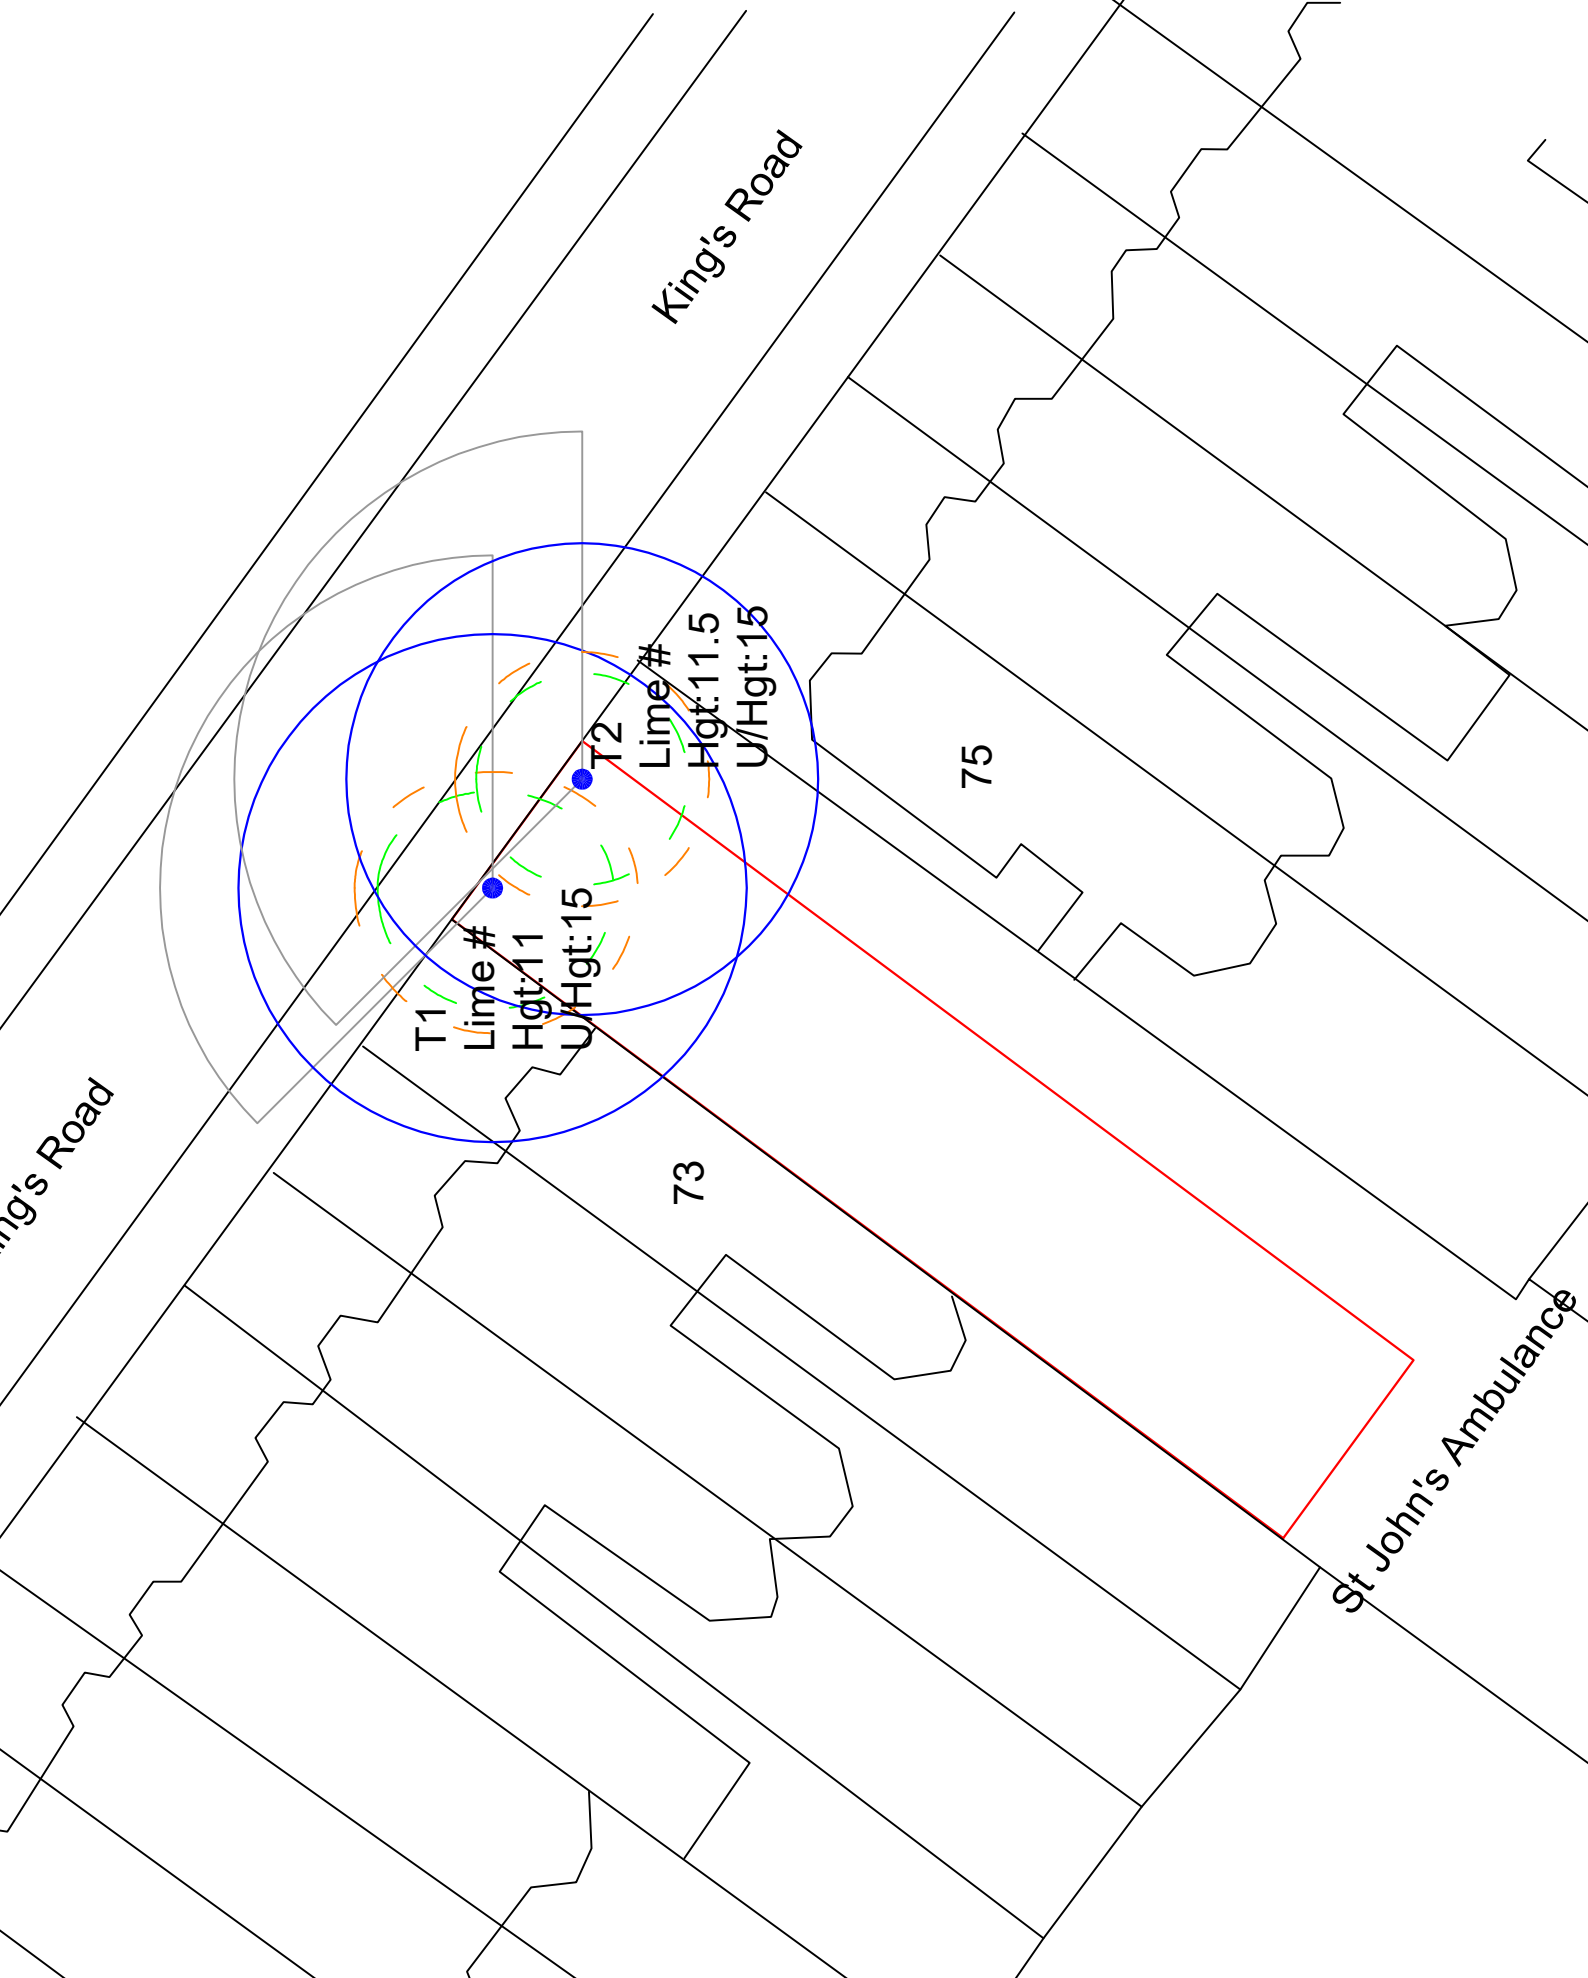 King's Road
T2
Lime #
Hgt:11.5
U/Hgt:15
75
T1
Lime #
Hgt:11
U/Hgt:15
ing's Road
73
St John's Ambulance